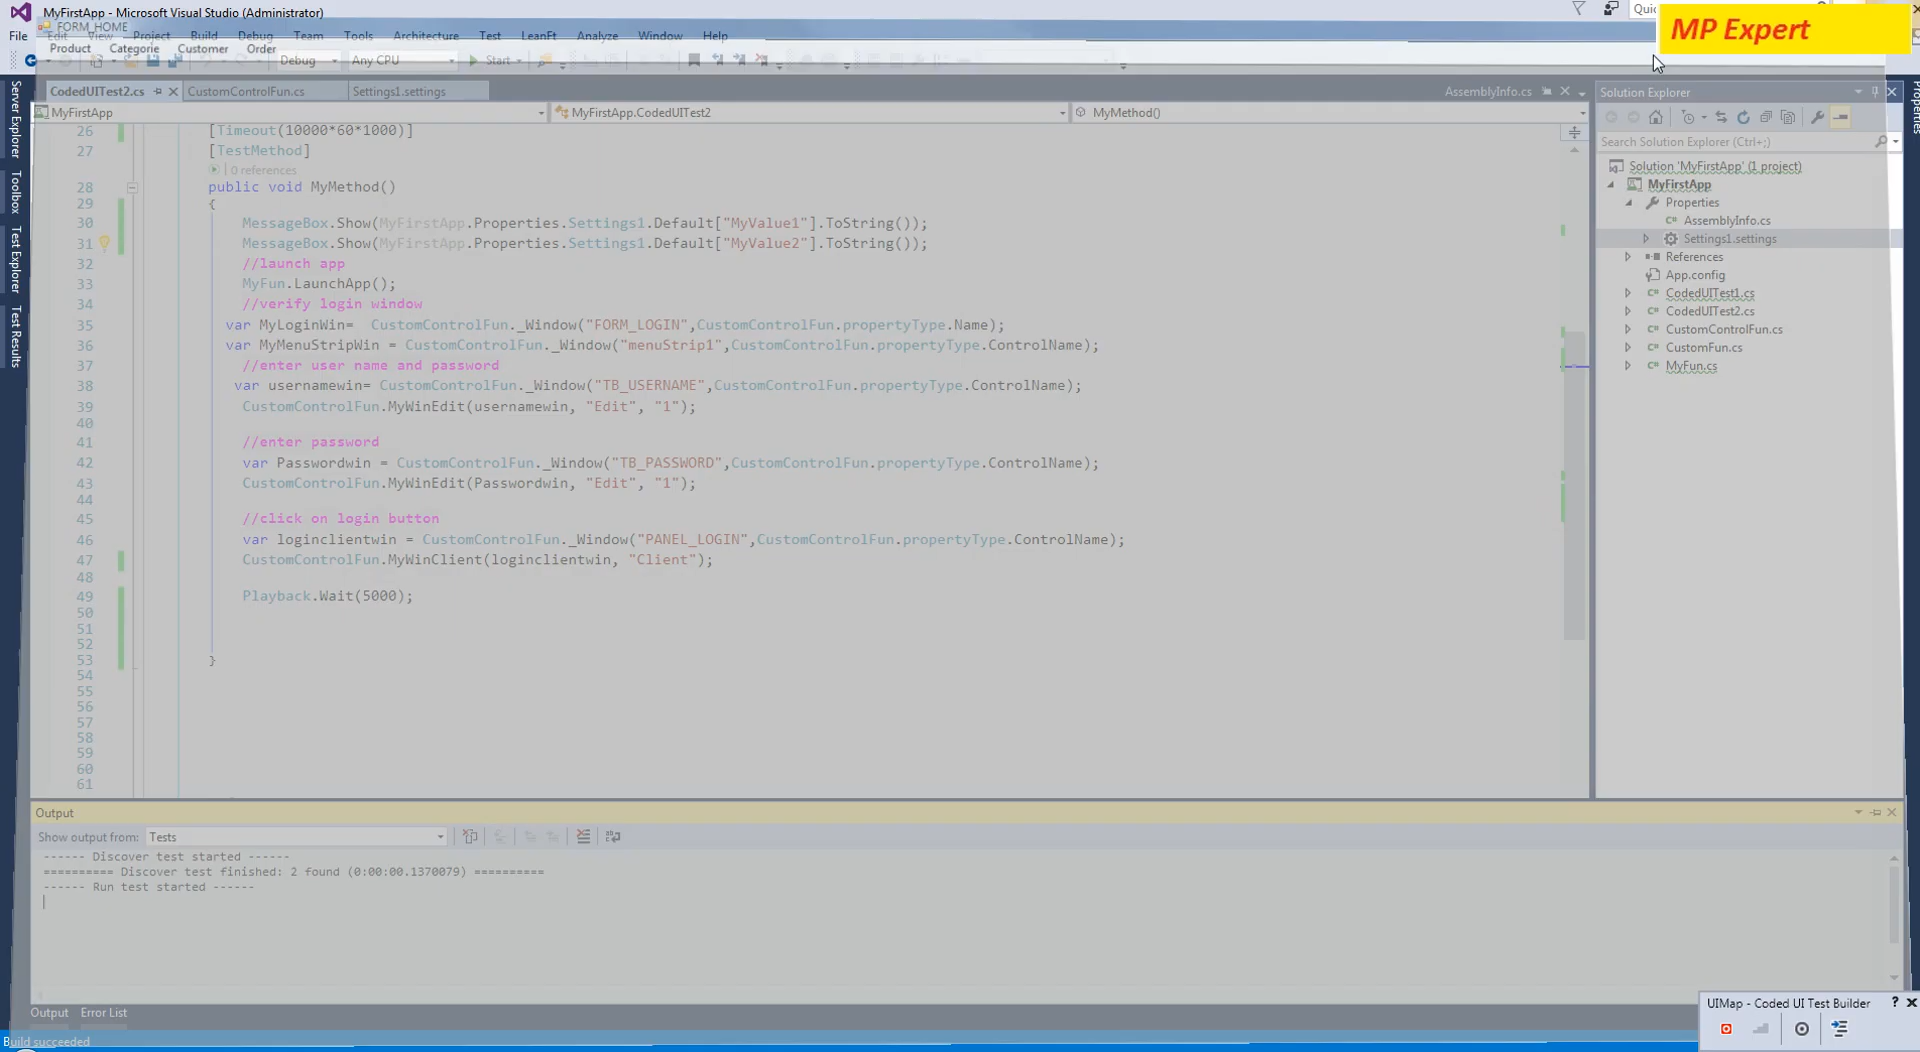 MyFirstApp - Microsoft Visual Studio (Administrator)
FORM_HOME
MP Expert
File Edit View Project Build Debug Team Tools Architecture Test LeanFT Analyze Window Help
Product Categorie Customer Order
Debug Any CPU Start
CodedUITest2.cs CustomControlFun.cs Settings1.settings AssemblyInfo.cs
MyFirstApp MyFirstApp.CodedUITest2 MyMethod()
26 [Timeout(10000*60*1000)]
27 [TestMethod]
0 references
28 public void MyMethod()
29 {
30 MessageBox.Show(MyFirstApp.Properties.Settings1.Default["MyValue1"].ToString());
31 MessageBox.Show(MyFirstApp.Properties.Settings1.Default["MyValue2"].ToString());
32 //launch app
33 MyFun.LaunchApp();
34 //verify login window
35 var MyLoginWin= CustomControlFun._Window("FORM_LOGIN",CustomControlFun.propertyType.Name);
36 var MyMenuStripWin = CustomControlFun._Window("menuStrip1",CustomControlFun.propertyType.ControlName);
37 //enter user name and password
38 var usernamewin= CustomControlFun._Window("TB_USERNAME",CustomControlFun.propertyType.ControlName);
39 CustomControlFun.MyWinEdit(usernamewin, "Edit", "1");
40
41 //enter password
42 var Passwordwin = CustomControlFun._Window("TB_PASSWORD",CustomControlFun.propertyType.ControlName);
43 CustomControlFun.MyWinEdit(Passwordwin, "Edit", "1");
44
45 //click on login button
46 var loginclientwin = CustomControlFun._Window("PANEL_LOGIN",CustomControlFun.propertyType.ControlName);
47 CustomControlFun.MyWinClient(loginclientwin, "Client");
48
49 Playback.Wait(5000);
50
51
52
53 }
54
55
56
57
58
59
60
61
Server Explorer
Toolbox
Test Explorer
Test Results
Solution Explorer
Search Solution Explorer (Ctrl+;)
Solution 'MyFirstApp' (1 project)
MyFirstApp
Properties
AssemblyInfo.cs
Settings1.settings
References
App.config
CodedUITest1.cs
CodedUITest2.cs
CustomControlFun.cs
CustomFun.cs
MyFun.cs
Properties
Output
Show output from: Tests
------ Discover test started ------
========== Discover test finished: 2 found (0:00:00.1370079) ==========
------ Run test started ------
Output Error List
UIMap - Coded UI Test Builder
Build succeeded